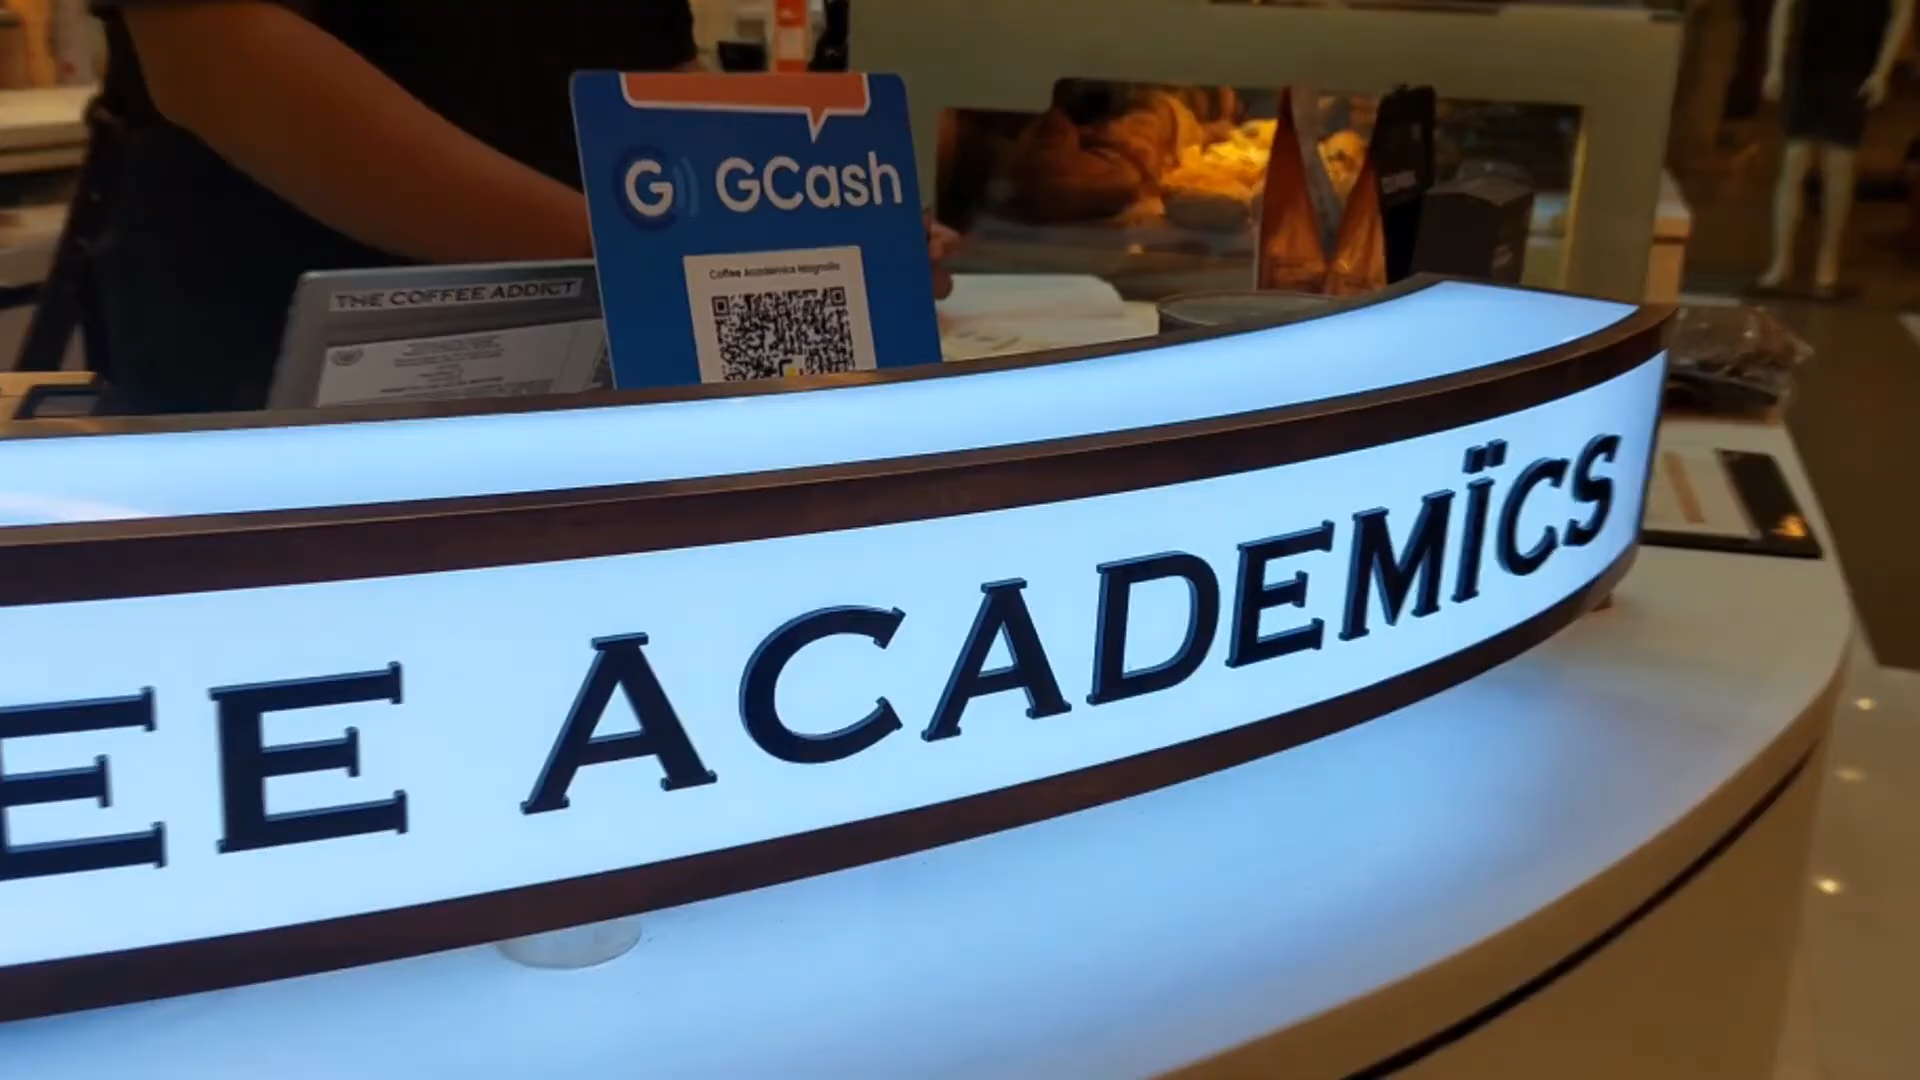 G GCash
Coffee Academics Magnolia
THE COFFEE ADDICT
EE ACADEMÏCS